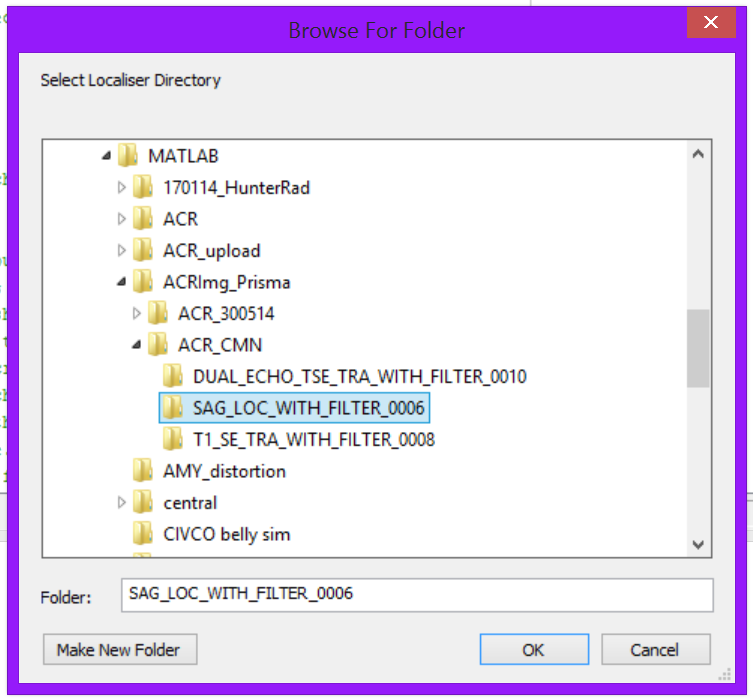 Browse For Folder
Select Localiser Directory
MATLAB
170114_HunterRad
ACR
ACR_upload
ACRImg_Prisma
ACR_300514
ACR_CMN
DUAL_ECHO_TSE_TRA_WITH_FILTER_0010
SAG_LOC_WITH_FILTER_0006
T1_SE_TRA_WITH_FILTER_0008
AMY_distortion
central
CIVCO belly sim
Folder:
SAG_LOC_WITH_FILTER_0006
Make New Folder
OK
Cancel